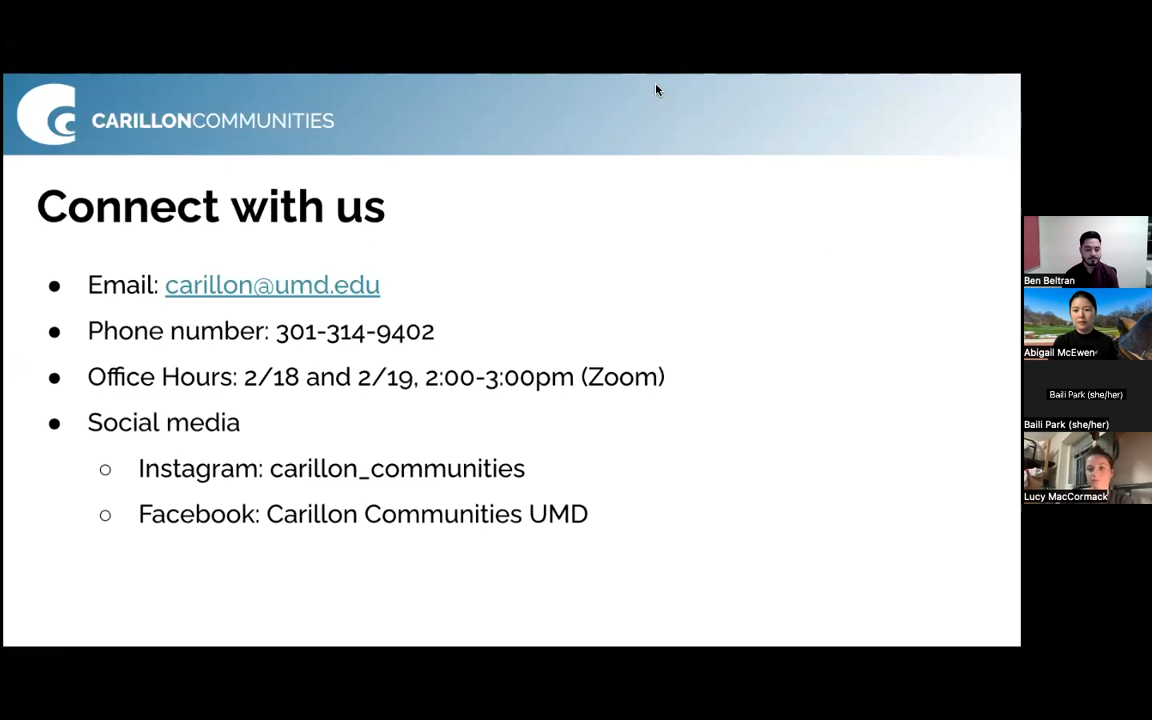 CARILLONCOMMUNITIES
Connect with us
● Email: carillon@umd.edu
● Phone number: 301-314-9402
● Office Hours: 2/18 and 2/19, 2:00-3:00pm (Zoom)
● Social media
○ Instagram: carillon_communities
○ Facebook: Carillon Communities UMD
Ben Beltran
Abigail McEwen
Baili Park (she/her)
Baili Park (she/her)
Lucy MacCormack